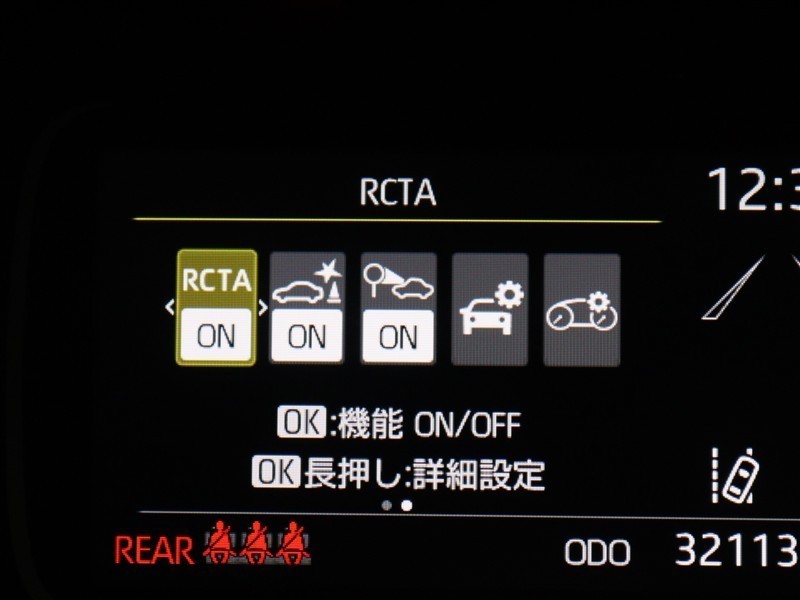 RCTA
12:3
RCTA
ON ON ON
OK:機能 ON/OFF
OK長押し:詳細設定
REAR
ODO 32113